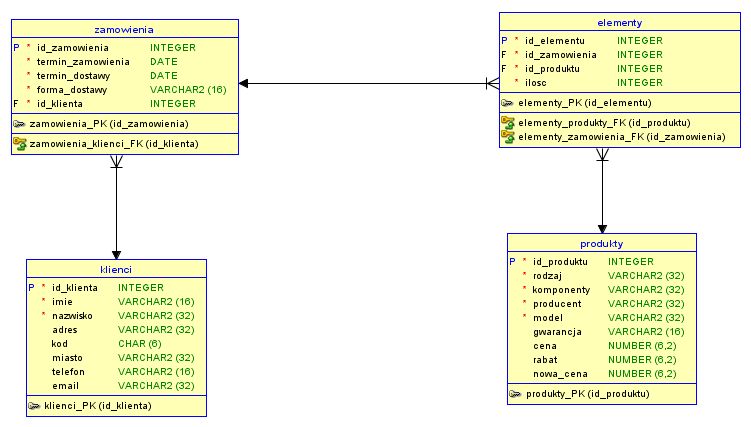 zamowienia
P * id_zamowienia INTEGER
* termin_zamowienia DATE
* termin_dostawy DATE
* forma_dostawy VARCHAR2 (16)
F * id_klienta INTEGER
zamowienia_PK (id_zamowienia)
zamowienia_klienci_FK (id_klienta)
elementy
P * id_elementu INTEGER
F * id_zamowienia INTEGER
F * id_produktu INTEGER
* ilosc INTEGER
elementy_PK (id_elementu)
elementy_produkty_FK (id_produktu)
elementy_zamowienia_FK (id_zamowienia)
klienci
P * id_klienta INTEGER
* imie VARCHAR2 (16)
* nazwisko VARCHAR2 (32)
adres VARCHAR2 (32)
kod CHAR (6)
miasto VARCHAR2 (32)
telefon VARCHAR2 (16)
email VARCHAR2 (32)
klienci_PK (id_klienta)
produkty
P * id_produktu INTEGER
* rodzaj VARCHAR2 (32)
* komponenty VARCHAR2 (32)
* producent VARCHAR2 (32)
* model VARCHAR2 (32)
gwarancja VARCHAR2 (16)
cena NUMBER (6,2)
rabat NUMBER (6,2)
nowa_cena NUMBER (6,2)
produkty_PK (id_produktu)